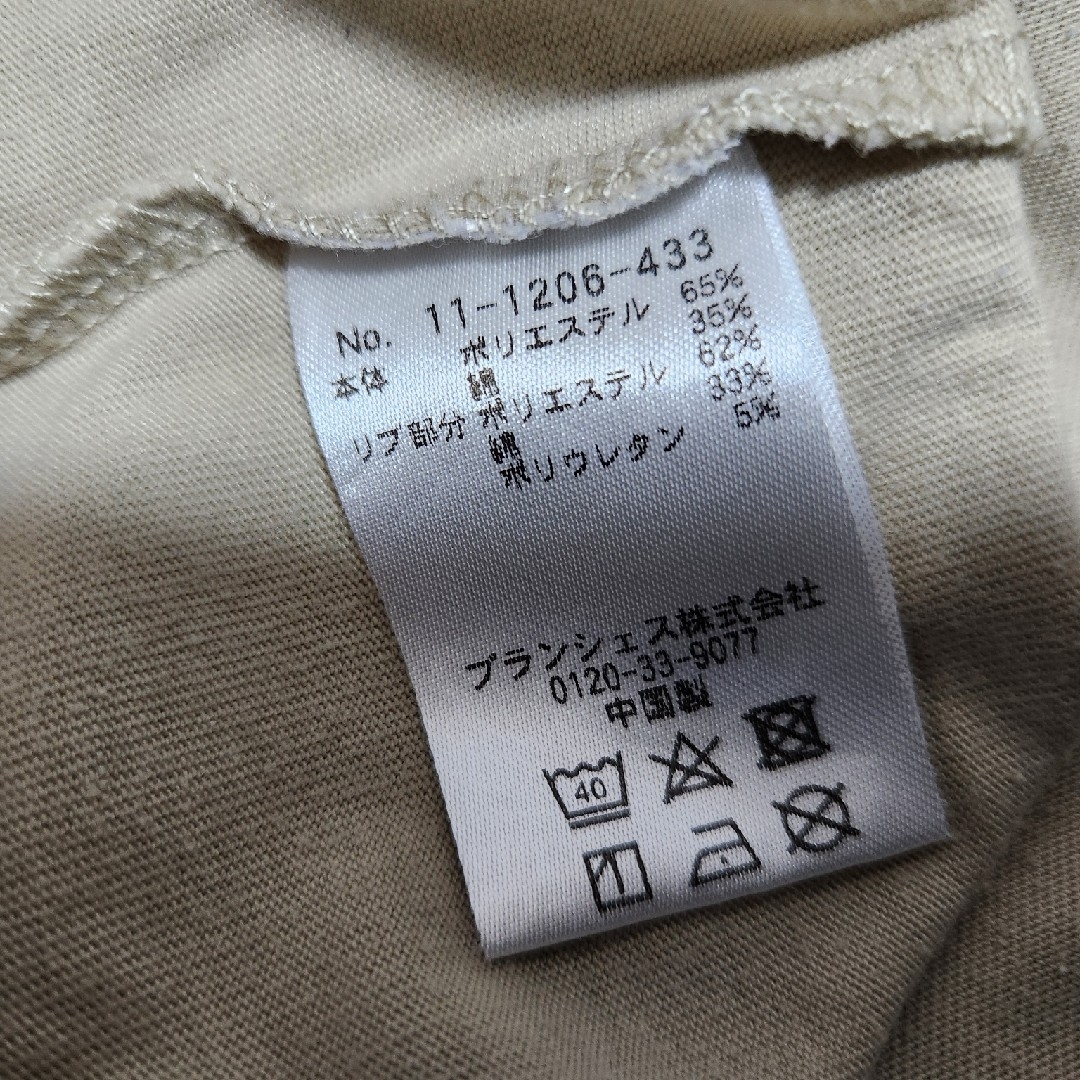 No. 11-1206-433
本体 ポリエステル 65%
綿 35%
リブ部分 ポリエステル 62%
綿 33%
ポリウレタン 5%
ブランシェス株式会社
0120-33-9077
中国製
40